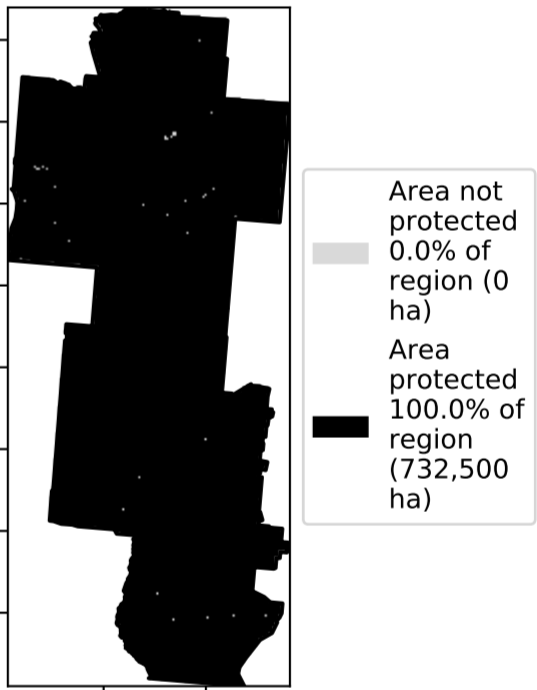 Area not
protected
0.0% of
region (0
ha)
Area
protected
100.0% of
region
(732,500
ha)